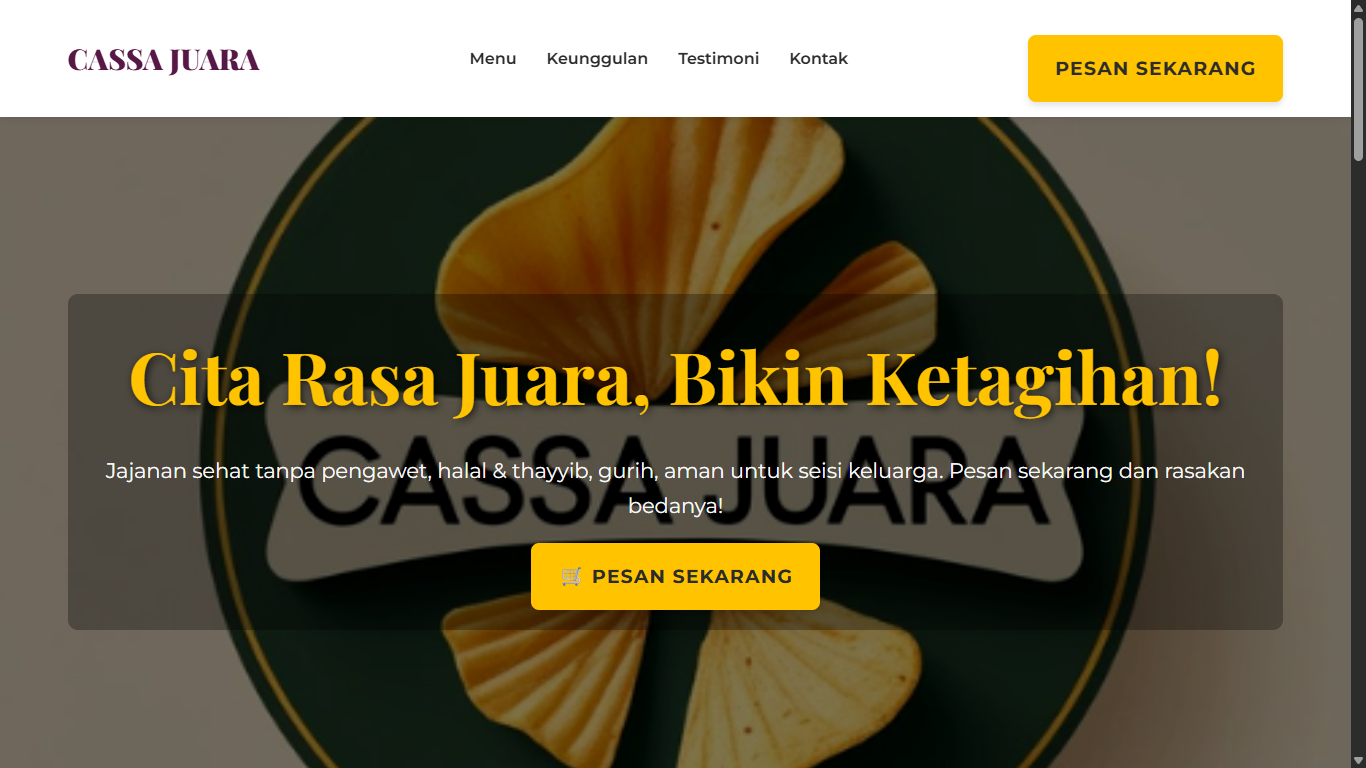 CASSA JUARA
Menu
Keunggulan
Testimoni
Kontak
PESAN SEKARANG
Cita Rasa Juara, Bikin Ketagihan!
Jajanan sehat tanpa pengawet, halal & thayyib, gurih, aman untuk seisi keluarga. Pesan sekarang dan rasakan
bedanya!
CASSA JUARA
🛒 PESAN SEKARANG